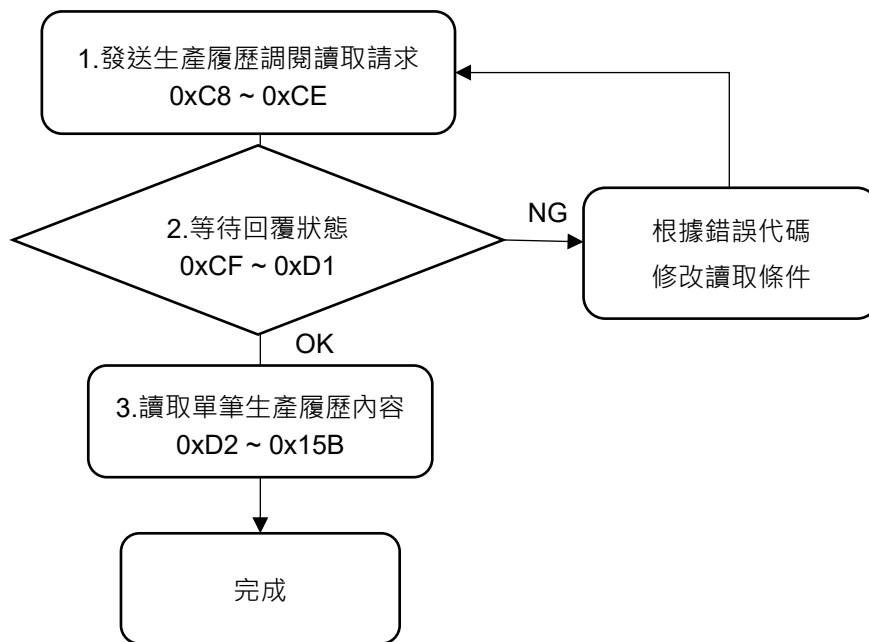 1.發送生產履歷調閱讀取請求
0xC8 ~ 0xCE
2.等待回覆狀態
0xCF ~ 0xD1
NG
根據錯誤代碼
修改讀取條件
OK
3.讀取單筆生產履歷內容
0xD2 ~ 0x15B
完成